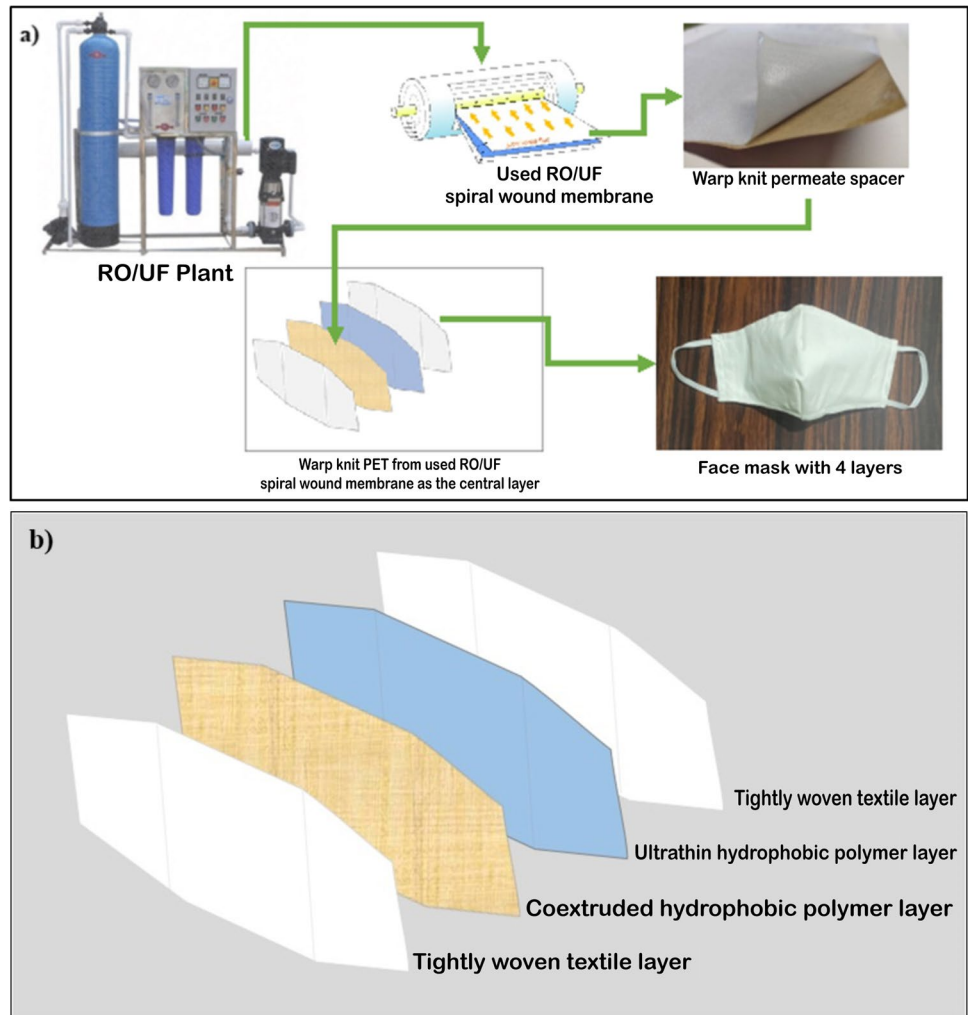 a)
Used RO/UF
spiral wound membrane
Warp knit permeate spacer
RO/UF Plant
Warp knit PET from used RO/UF
spiral wound membrane as the central layer
Face mask with 4 layers
b)
Tightly woven textile layer
Ultrathin hydrophobic polymer layer
Coextruded hydrophobic polymer layer
Tightly woven textile layer